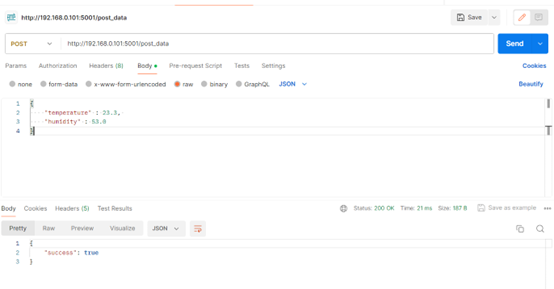 http://192.168.0.101:5001/post_data
Save
POST http://192.168.0.101:5001/post_data
Send
Params Authorization Headers (8) Body Pre-request Script Tests Settings
Cookies
none form-data x-www-form-urlencoded raw binary GraphQL JSON
Beautify
1 {
2 "temperature" : 23.3,
3 "humidity" : 53.0
4 }
Body Cookies Headers (5) Test Results
Status: 200 OK Time: 21 ms Size: 187 B
Save as example
Pretty Raw Preview Visualize JSON
1 {
2 "success": true
3 }